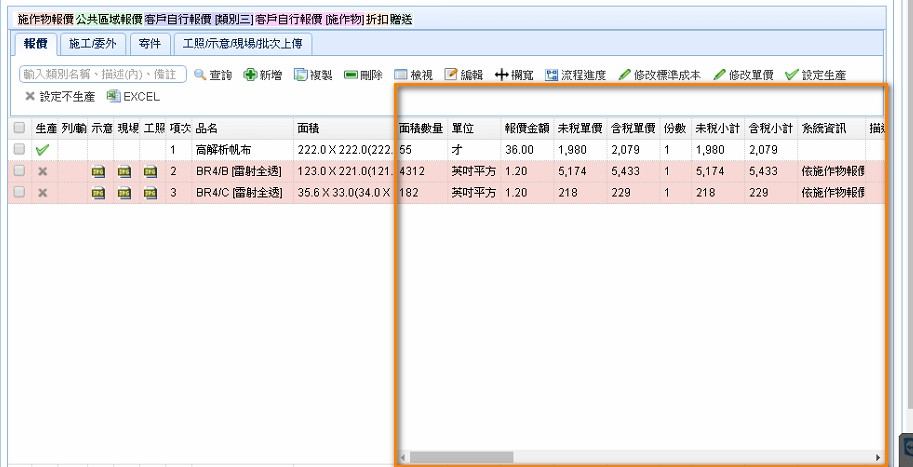 施作物報價 公共區域報價 客戶自行報價 [類別三] 客戶自行報價 [施作物] 折扣 贈送
報價 施工/委外 寄件 工照/示意/現場/批次上傳
輸入類別名稱、描述(內)、備註 查詢 新增 複製 刪除 檢視 編輯 欄寬 流程進度 修改標準成本 修改單價 設定生產
設定不生產 EXCEL
生產 列/輸 示意 現場 工照 項次 品名 面積 面積數量 單位 報價金額 未稅單價 含稅單價 份數 未稅小計 含稅小計 系統資訊
1 高解析帆布 222.0 X 222.0(222. 55 才 36.00 1,980 2,079 1 1,980 2,079
2 BR4/B [雷射全透] 123.0 X 221.0(121. 4312 英吋平方 1.20 5,174 5,433 1 5,174 5,433 依施作物報價
3 BR4/C [雷射全透] 35.6 X 33.0(34.0 X 182 英吋平方 1.20 218 229 1 218 229 依施作物報價